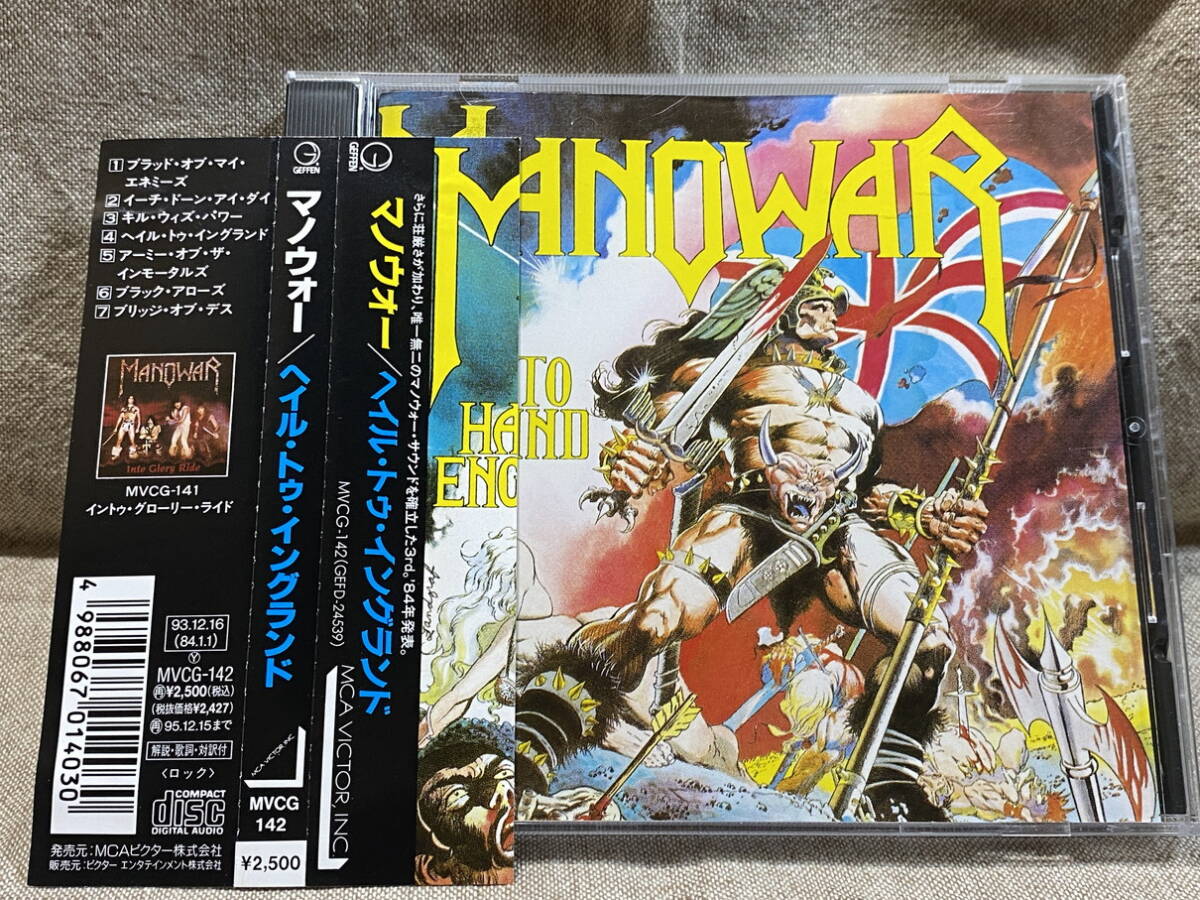 1 ブラッド・オブ・マイ・
エネミーズ
2 イーチ・ドーン・アイ・ダイ
3 キル・ウィズ・パワー
4 ヘイル・トゥ・イングランド
5 アーミー・オブ・ザ・
インモータルズ
6 ブラック・アローズ
7 ブリッジ・オブ・デス
MANOWAR
Into Glory Ride
MVCG-141
イントゥ・グローリー・ライド
4 988067 014030
93.12.16
(84.1.1)
Y
MVCG-142
再¥2,500(税込)
(税抜価格¥2,427)
再95.12.15まで
解説・歌詞・対訳付
〈ロック〉
COMPACT
disc
DIGITAL AUDIO
発売元:MCAビクター株式会社
販売元:ビクター エンタテインメント株式会社
GEFFEN
マノウォー/ヘイル・トゥ・イングランド
MCA VICTOR, INC
MVCG
142
¥2,500
GEFFEN
マノウォー/ヘイル・トゥ・イングランド
MVCG-142(GEFD-24539)
MCA VICTOR, INC
さらに荘厳さが加わり、唯一無二のマノウォー・サウンドを確立した3rd。'84年発表。
MANOWAR
TO
HAND
ENG